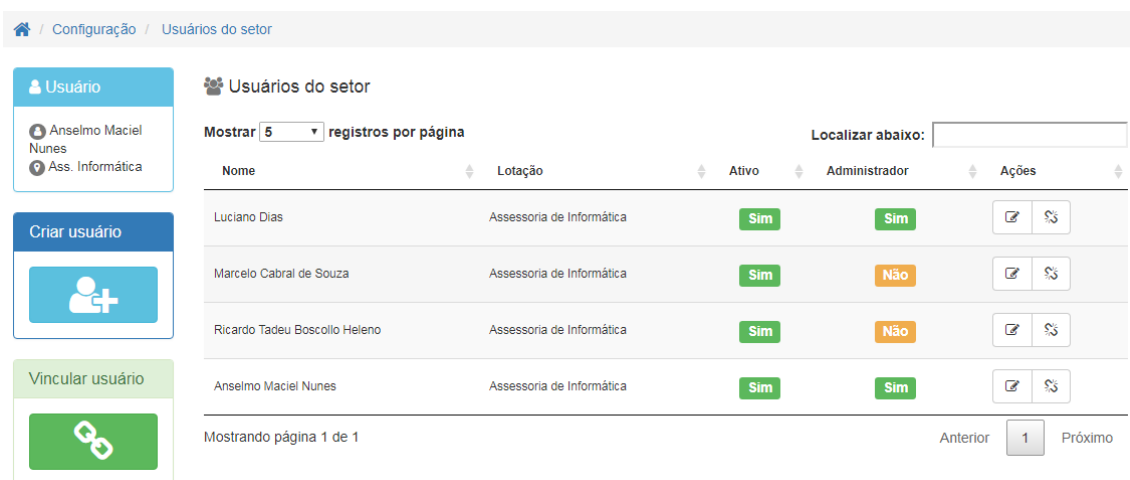 / Configuração / Usuários do setor
Usuário
Anselmo Maciel
Nunes
Ass. Informática
Criar usuário
Vincular usuário
Usuários do setor
Mostrar 5 registros por página
Localizar abaixo:
Nome Lotação Ativo Administrador Ações
Luciano Dias Assessoria de Informática Sim Sim
Marcelo Cabral de Souza Assessoria de Informática Sim Não
Ricardo Tadeu Boscollo Heleno Assessoria de Informática Sim Não
Anselmo Maciel Nunes Assessoria de Informática Sim Sim
Mostrando página 1 de 1
Anterior 1 Próximo